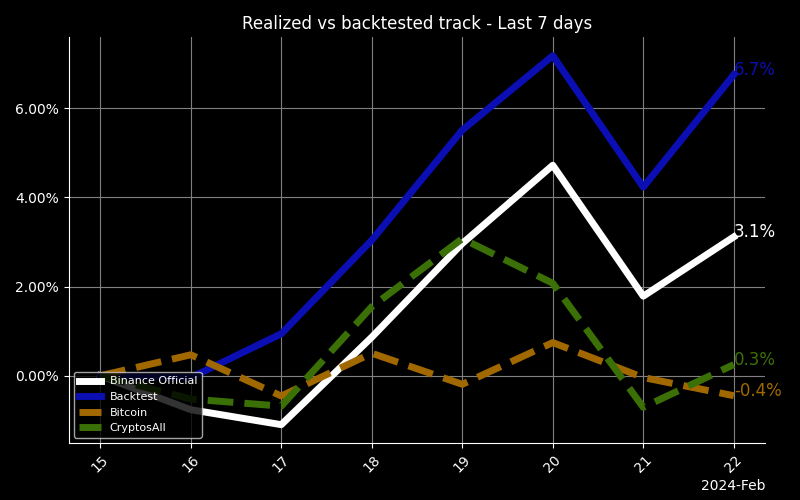 Realized vs backtested track - Last 7 days
6.7%
6.00%
4.00%
3.1%
2.00%
0.3%
0.00%
-0.4%
Binance Official
Backtest
Bitcoin
CryptosAll
15 16 17 18 19 20 21 22
2024-Feb